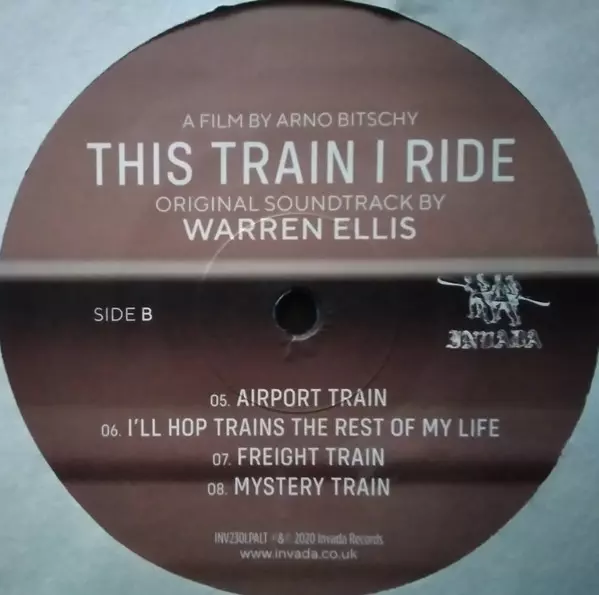 A FILM BY ARNO BITSCHY
THIS TRAIN I RIDE
ORIGINAL SOUNDTRACK BY
WARREN ELLIS
SIDE B
INVADA
05. AIRPORT TRAIN
06. I'LL HOP TRAINS THE REST OF MY LIFE
07. FREIGHT TRAIN
08. MYSTERY TRAIN
INV230LPALT ℗&© 2020 Invada Records
www.invada.co.uk